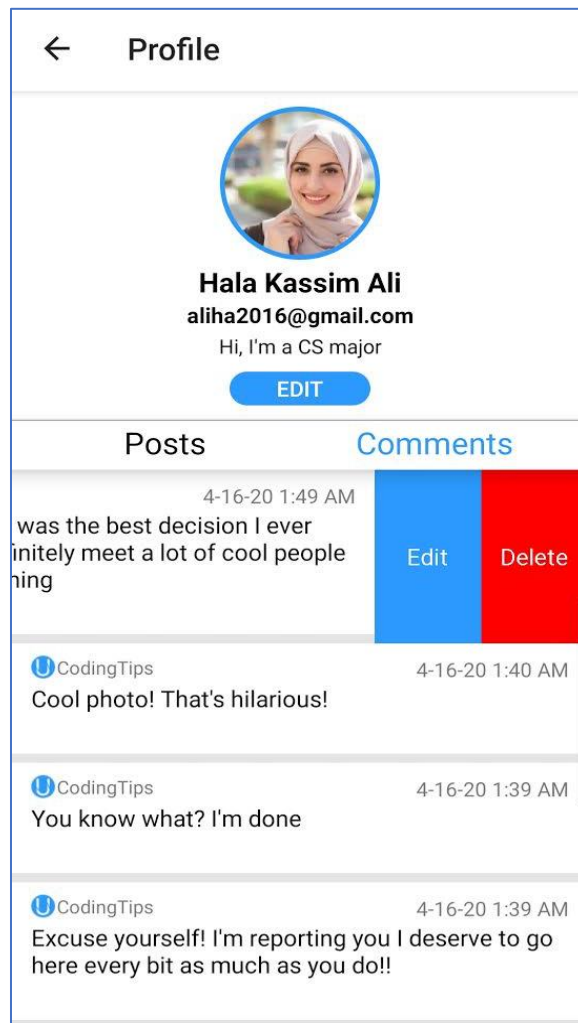 Profile
Hala Kassim Ali
aliha2016@gmail.com
Hi, I'm a CS major
EDIT
Posts Comments
4-16-20 1:49 AM
was the best decision I ever
finitely meet a lot of cool people
ning
Edit Delete
CodingTips 4-16-20 1:40 AM
Cool photo! That's hilarious!
CodingTips 4-16-20 1:39 AM
You know what? I'm done
CodingTips 4-16-20 1:39 AM
Excuse yourself! I'm reporting you I deserve to go
here every bit as much as you do!!